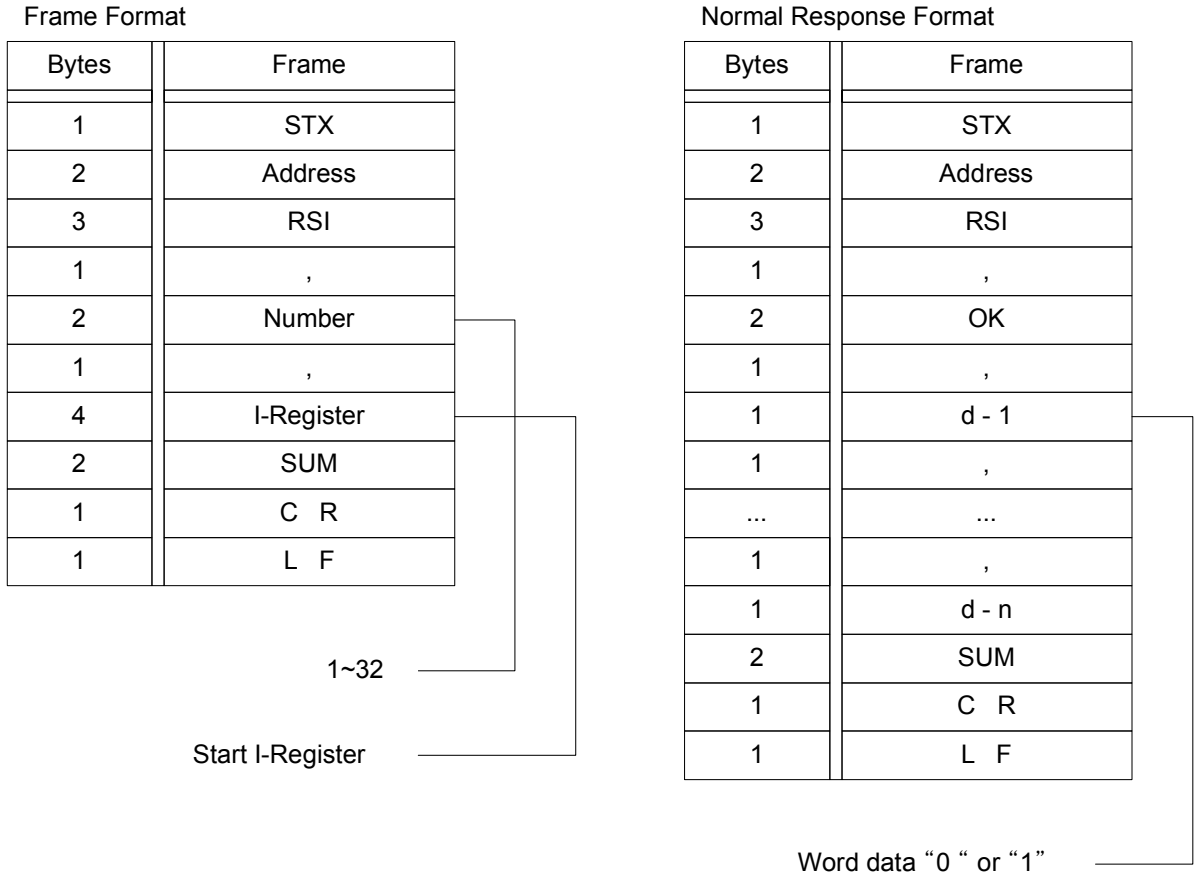 Frame Format
Bytes Frame
1 STX
2 Address
3 RSI
1 ,
2 Number
1 ,
4 I-Register
2 SUM
1 C R
1 L F
1~32
Start I-Register
Normal Response Format
Bytes Frame
1 STX
2 Address
3 RSI
1 ,
2 OK
1 ,
1 d - 1
1 ,
... ...
1 ,
1 d - n
2 SUM
1 C R
1 L F
Word data “0 “ or “1”